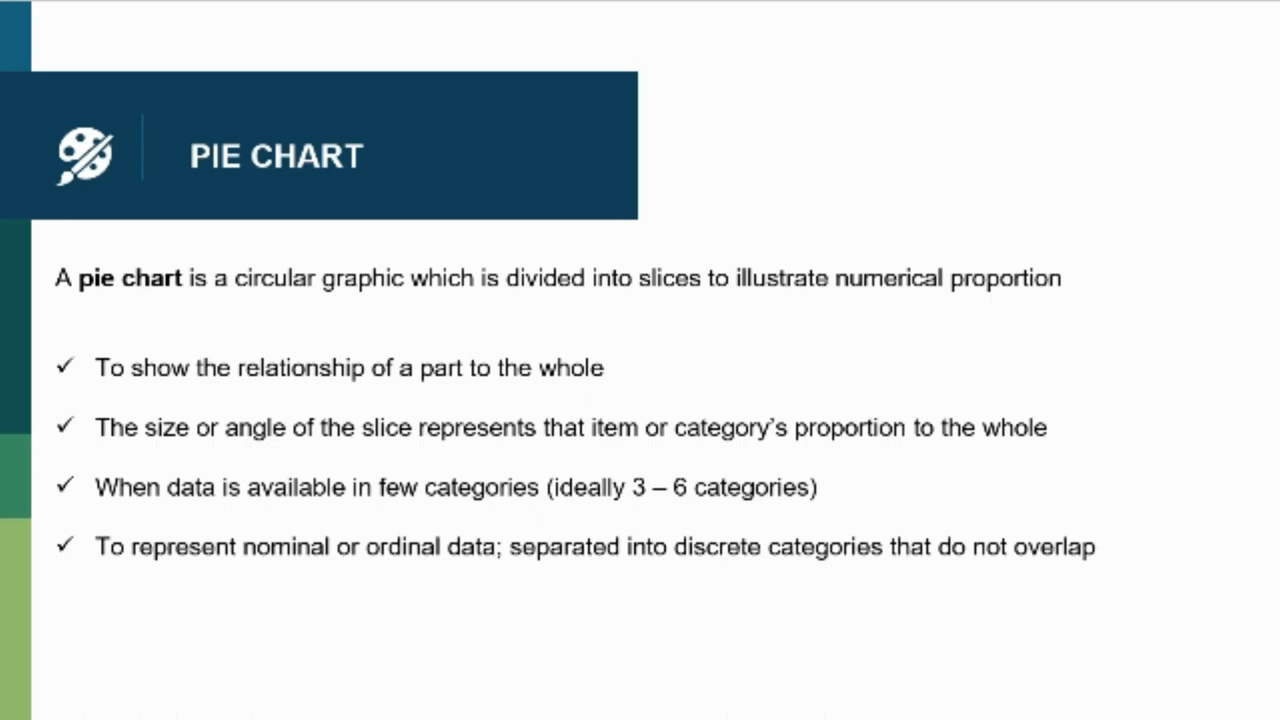 PIE CHART
A pie chart is a circular graphic which is divided into slices to illustrate numerical proportion
✓ To show the relationship of a part to the whole
✓ The size or angle of the slice represents that item or category’s proportion to the whole
✓ When data is available in few categories (ideally 3 – 6 categories)
✓ To represent nominal or ordinal data; separated into discrete categories that do not overlap